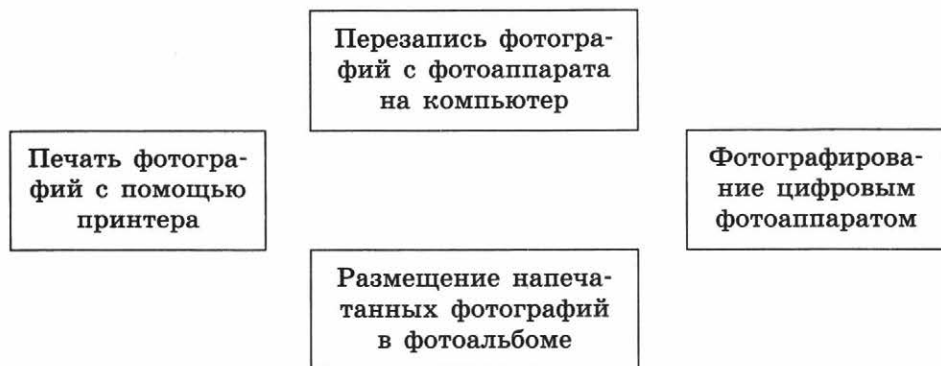 Перезапись фотогра-
фий с фотоаппарата
на компьютер
Печать фотогра-
фий с помощью
принтера
Фотографирова-
ние цифровым
фотоаппаратом
Размещение напеча-
танных фотографий
в фотоальбоме